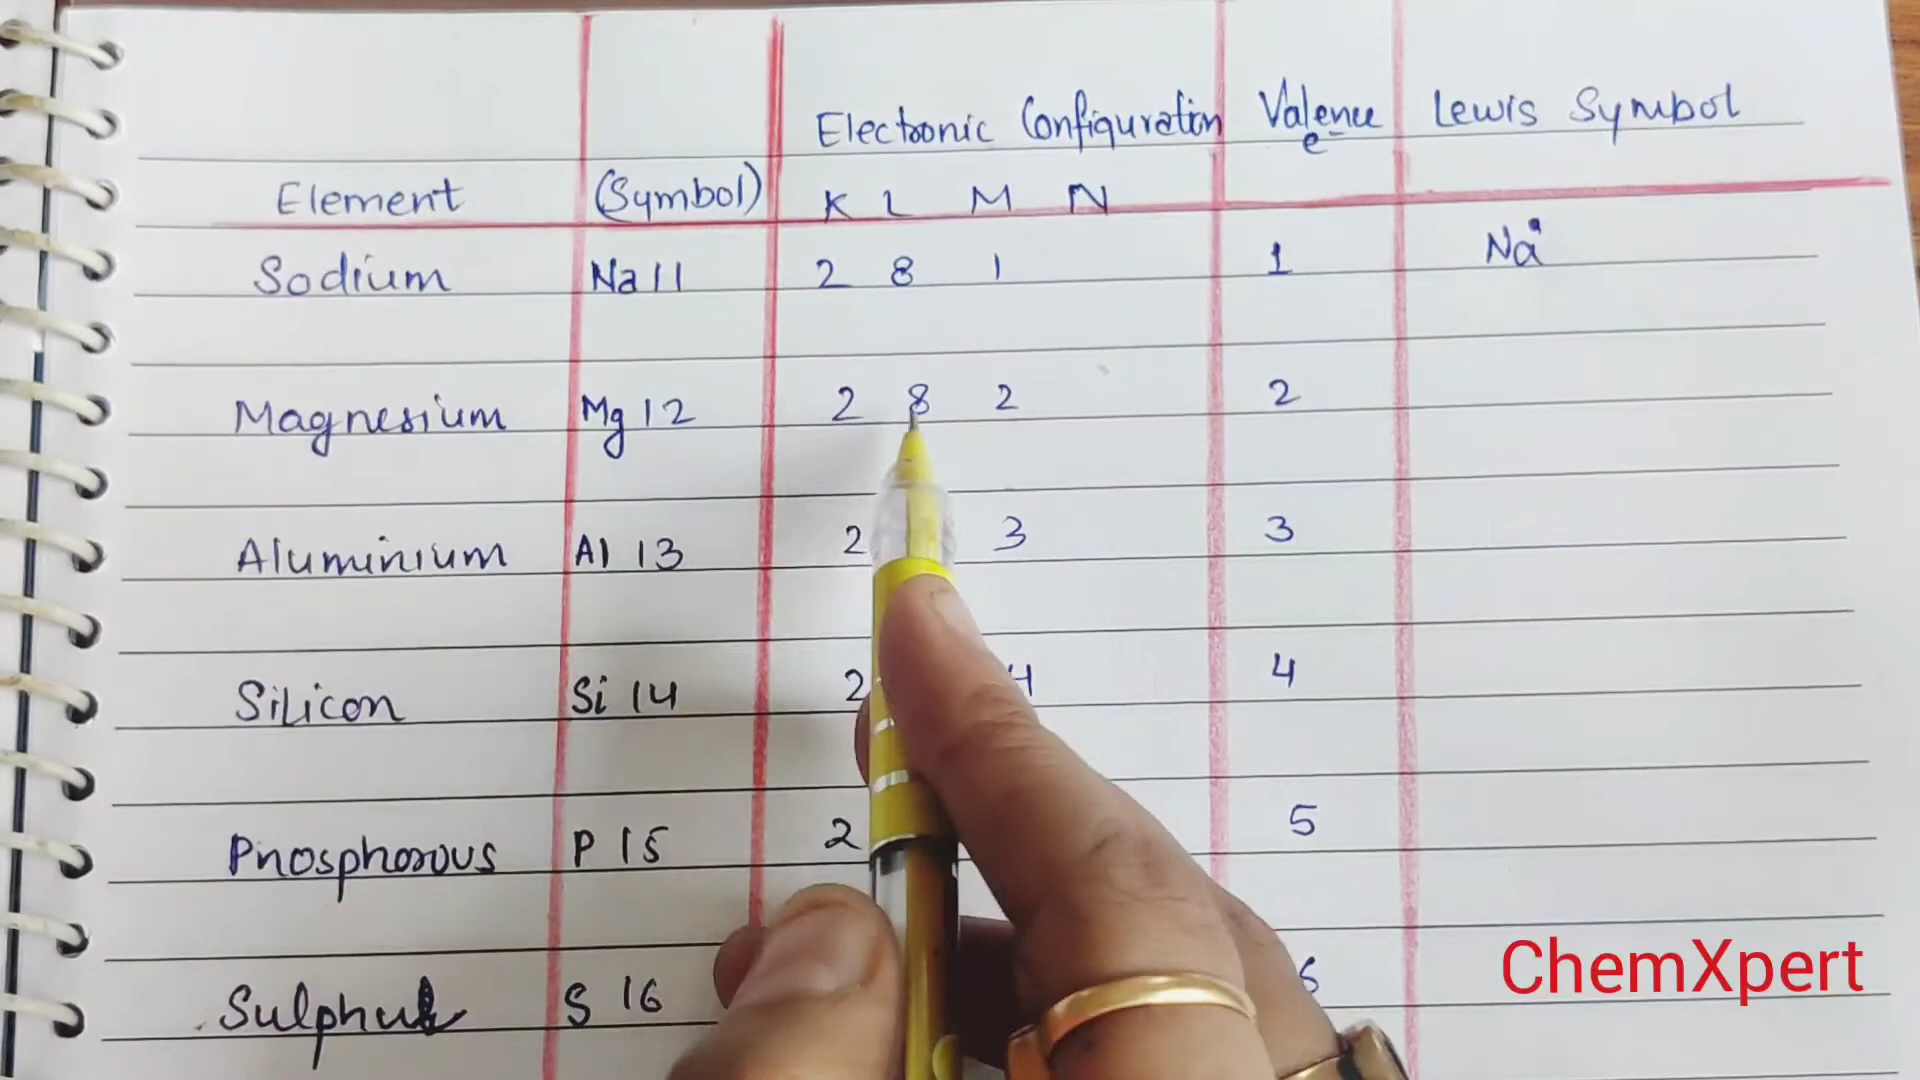 Electronic Configuration Valence Lewis Symbol
e-
Element (Symbol) K L M N
Sodium Na 11 2 8 1 1 Na•
Magnesium Mg 12 2 8 2 2
Aluminium Al 13 2 3 3
Silicon Si 14 2 4 4
Pnosphorous P 15 2 5
Sulphur S 16
ChemXpert